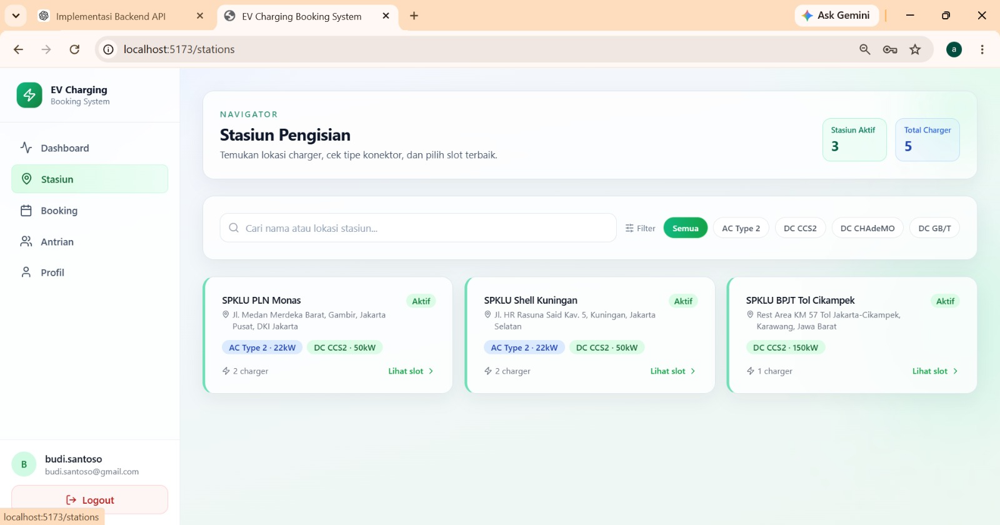 Implementasi Backend API
EV Charging Booking System
Ask Gemini
localhost:5173/stations
a
EV Charging
Booking System
Dashboard
Stasiun
Booking
Antrian
Profil
budi.santoso
budi.santoso@gmail.com
B
Logout
localhost:5173/stations
NAVIGATOR
Stasiun Pengisian
Temukan lokasi charger, cek tipe konektor, dan pilih slot terbaik.
Stasiun Aktif
3
Total Charger
5
Cari nama atau lokasi stasiun...
Filter
Semua
AC Type 2
DC CCS2
DC CHAdeMO
DC GB/T
SPKLU PLN Monas
Aktif
Jl. Medan Merdeka Barat, Gambir, Jakarta
Pusat, DKI Jakarta
AC Type 2 · 22kW
DC CCS2 · 50kW
2 charger
Lihat slot
SPKLU Shell Kuningan
Aktif
Jl. HR Rasuna Said Kav. 5, Kuningan, Jakarta
Selatan
AC Type 2 · 22kW
DC CCS2 · 50kW
2 charger
Lihat slot
SPKLU BPJT Tol Cikampek
Aktif
Rest Area KM 57 Tol Jakarta-Cikampek,
Karawang, Jawa Barat
DC CCS2 · 150kW
1 charger
Lihat slot